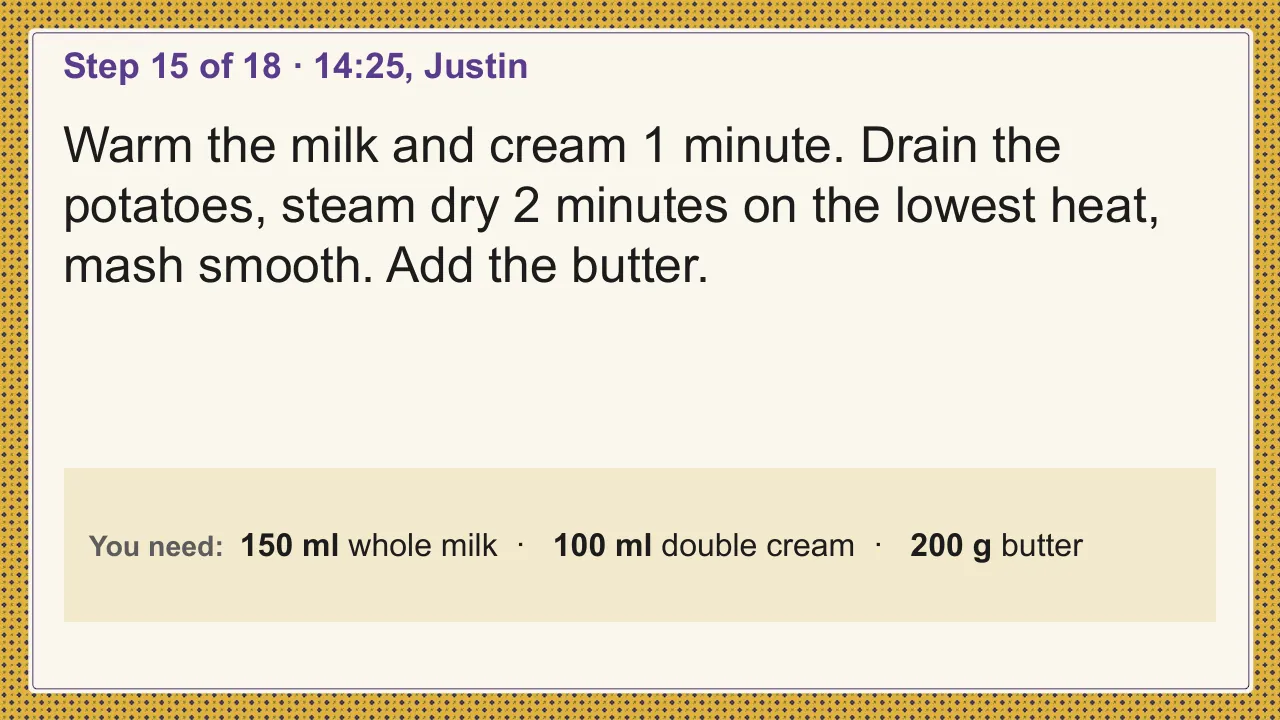 Step 15 of 18 · 14:25, Justin
Warm the milk and cream 1 minute. Drain the
potatoes, steam dry 2 minutes on the lowest heat,
mash smooth. Add the butter.
You need: 150 ml whole milk · 100 ml double cream · 200 g butter